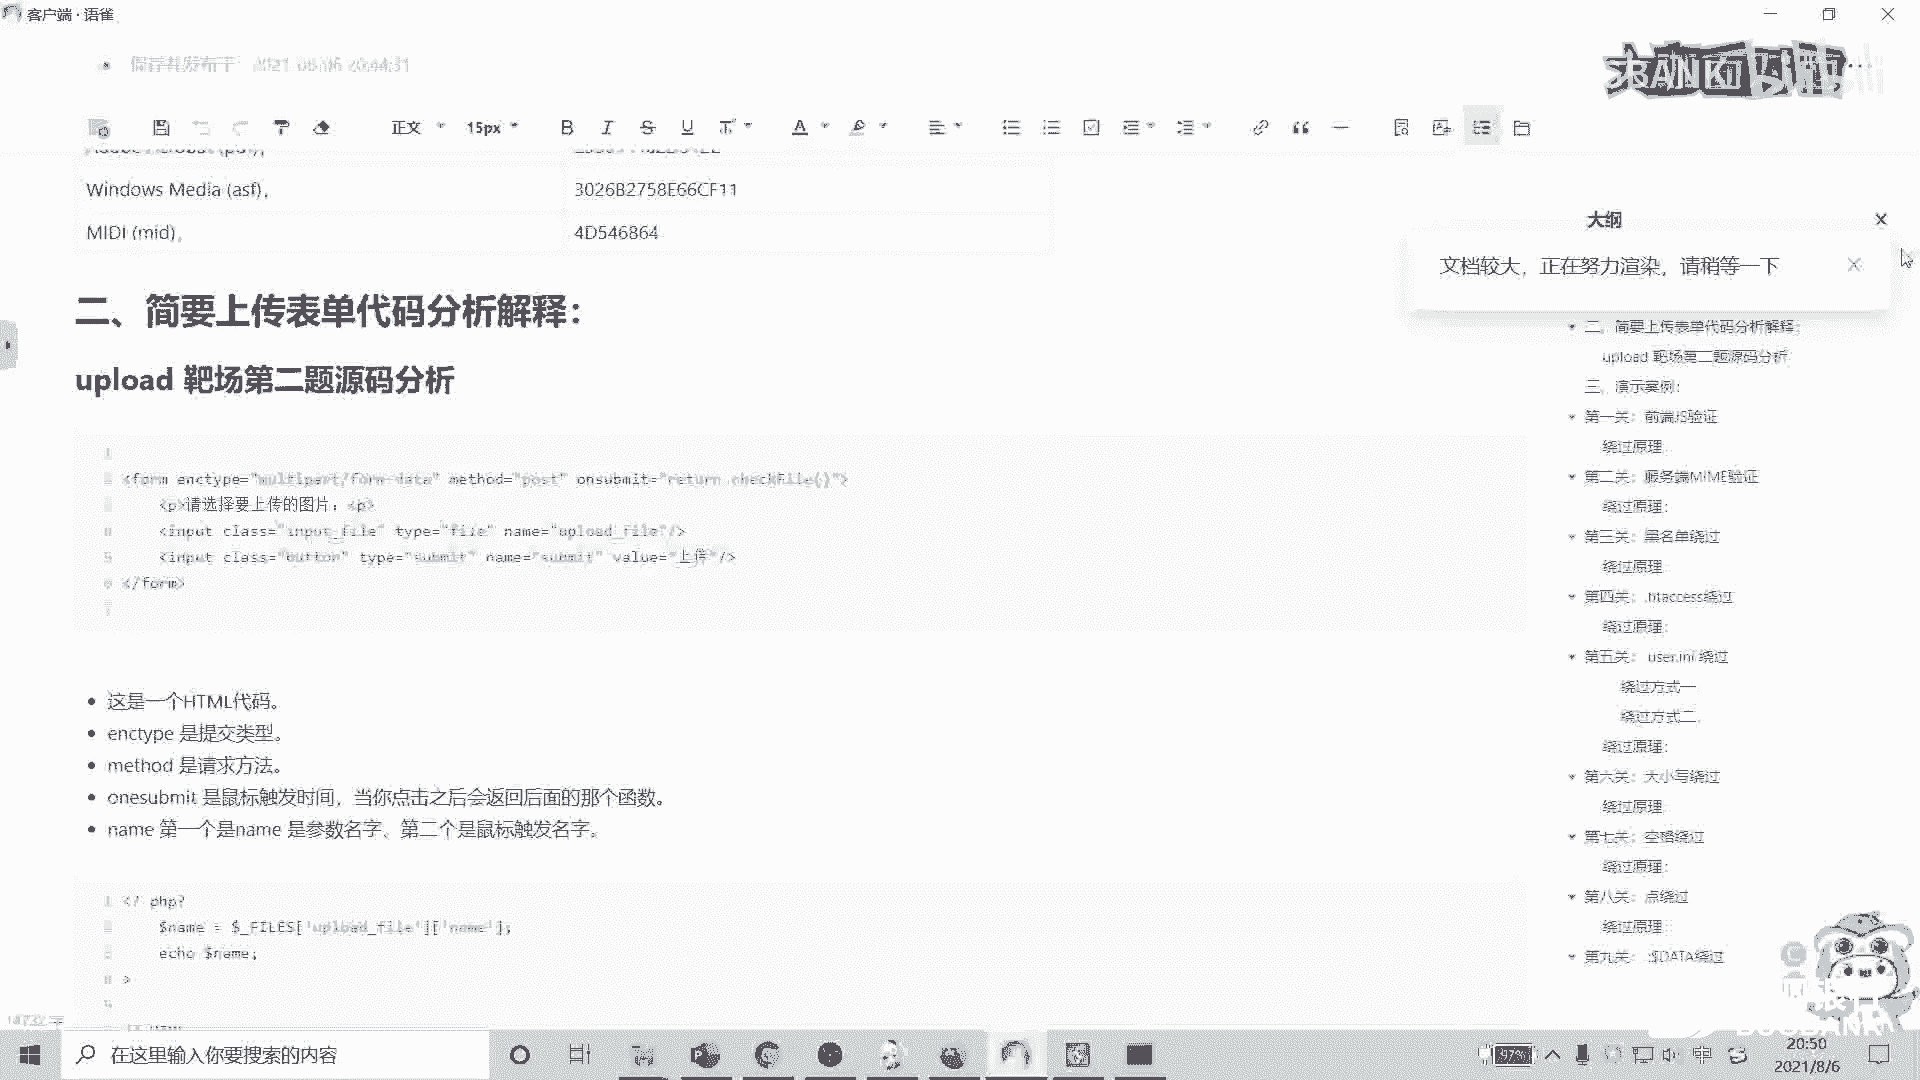 客户端 · 语雀
保存并发布于 2021-08-06 20:44:31
正文 15px
Windows Media (asf), 3026B2758E66CF11
MIDI (mid), 4D546864
二、简要上传表单代码分析解释：
upload 靶场第二题源码分析
<form enctype="multipart/form-data" method="post" onsubmit="return checkFile()">
<p>请选择要上传的图片：<p>
<input class="input_file" type="file" name="upload_file"/>
<input class="button" type="submit" name="submit" value="上传"/>
</form>
这是一个HTML代码。
enctype 是提交类型。
method 是请求方法。
onesubmit 是鼠标触发时间，当你点击之后会返回后面的那个函数。
name 第一个是name 是参数名字、第二个是鼠标触发名字。
<? php?
$name = $_FILES['upload_file']['name'];
echo $name;
>
大纲
文档较大，正在努力渲染，请稍等一下
二、简要上传表单代码分析解释：
upload 靶场第二题源码分析
三、演示案例：
第一关：前端JS验证
绕过原理：
第二关：服务端MIME验证
绕过原理：
第三关：黑名单绕过
绕过原理：
第四关：.htaccess绕过
绕过原理：
第五关： user.ini 绕过
绕过方式一
绕过方式二、
绕过原理：
第六关：大小写绕过
绕过原理：
第七关：空格绕过
绕过原理：
第八关：点绕过
绕过原理：
第九关： :$DATA绕过
在这里输入你要搜索的内容
97%
中
20:50
2021/8/6